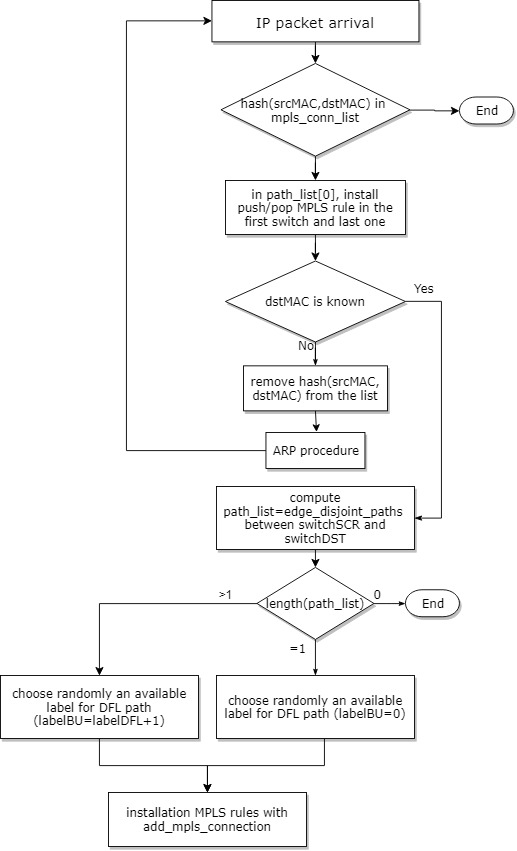 IP packet arrival
hash(srcMAC,dstMAC) in
mpls_conn_list
End
in path_list[0], install
push/pop MPLS rule in the
first switch and last one
dstMAC is known
Yes
No
remove hash(srcMAC,
dstMAC) from the list
ARP procedure
compute
path_list=edge_disjoint_paths
between switchSCR and
switchDST
>1
length(path_list)
0
End
=1
choose randomly an available
label for DFL path
(labelBU=labelDFL+1)
choose randomly an available
label for DFL path (labelBU=0)
installation MPLS rules with
add_mpls_connection